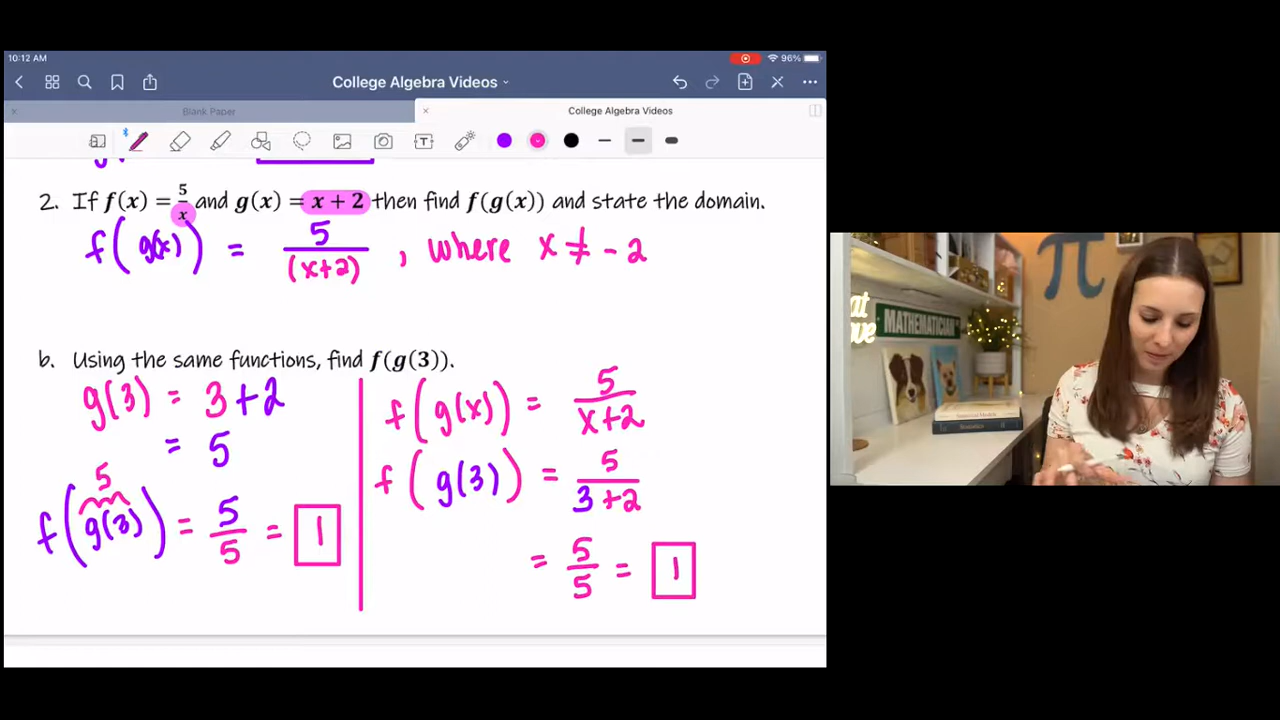 10:12 AM
96%
College Algebra Videos
Blank Paper
College Algebra Videos
2. If f(x) = 5/x and g(x) = x + 2 then find f(g(x)) and state the domain.
f(g(x)) = 5/(x+2) , where x ≠ -2
b. Using the same functions, find f(g(3)).
g(3) = 3+2
= 5
5
f(g(3)) = 5/5 = 1
f(g(x)) = 5/x+2
f(g(3)) = 5/3+2
= 5/5 = 1
MATHEMATICIAN
π